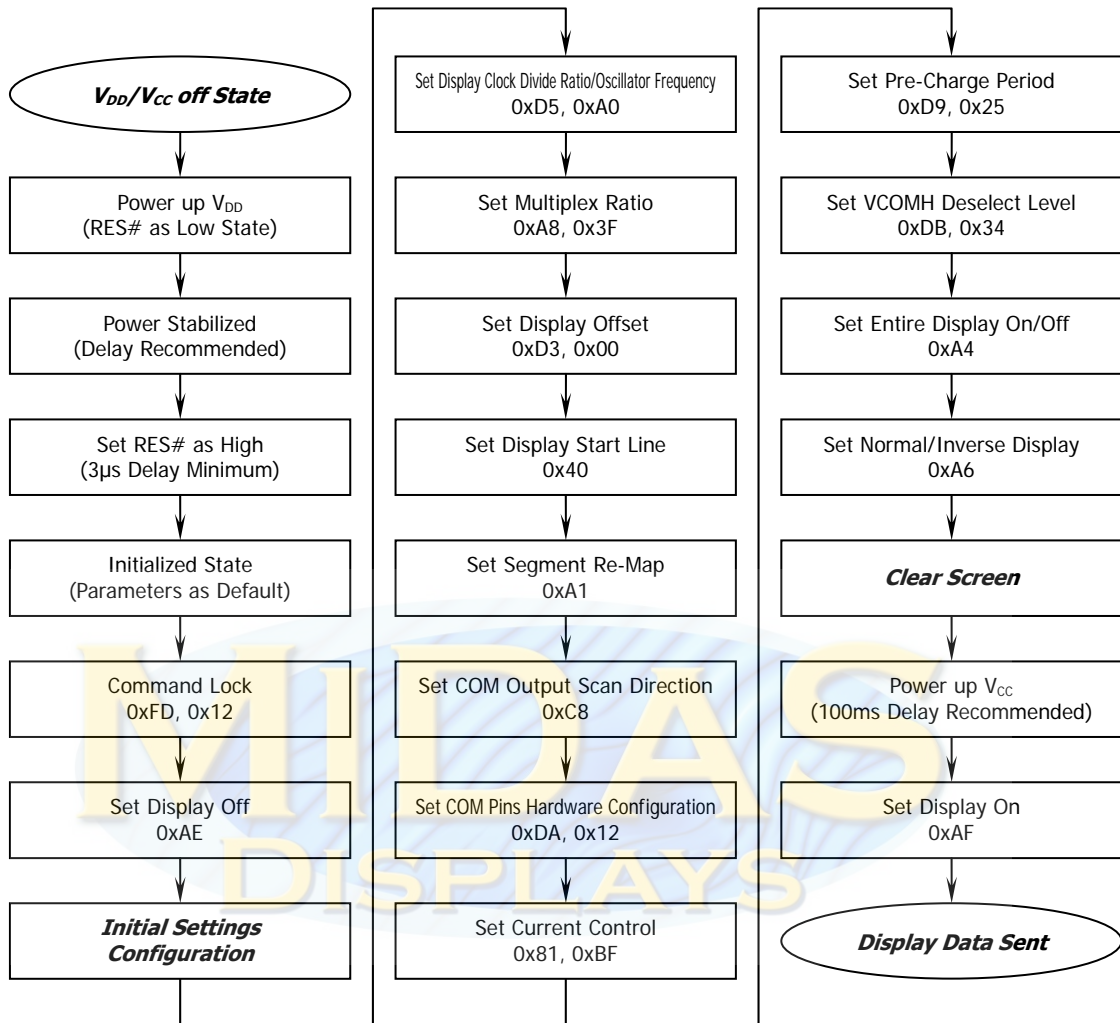 VDD/VCC off State
Power up VDD
(RES# as Low State)
Power Stabilized
(Delay Recommended)
Set RES# as High
(3µs Delay Minimum)
Initialized State
(Parameters as Default)
Command Lock
0xFD, 0x12
Set Display Off
0xAE
Initial Settings
Configuration
Set Display Clock Divide Ratio/Oscillator Frequency
0xD5, 0xA0
Set Multiplex Ratio
0xA8, 0x3F
Set Display Offset
0xD3, 0x00
Set Display Start Line
0x40
Set Segment Re-Map
0xA1
Set COM Output Scan Direction
0xC8
Set COM Pins Hardware Configuration
0xDA, 0x12
Set Current Control
0x81, 0xBF
Set Pre-Charge Period
0xD9, 0x25
Set VCOMH Deselect Level
0xDB, 0x34
Set Entire Display On/Off
0xA4
Set Normal/Inverse Display
0xA6
Clear Screen
Power up VCC
(100ms Delay Recommended)
Set Display On
0xAF
Display Data Sent
MIDAS
DISPLAYS